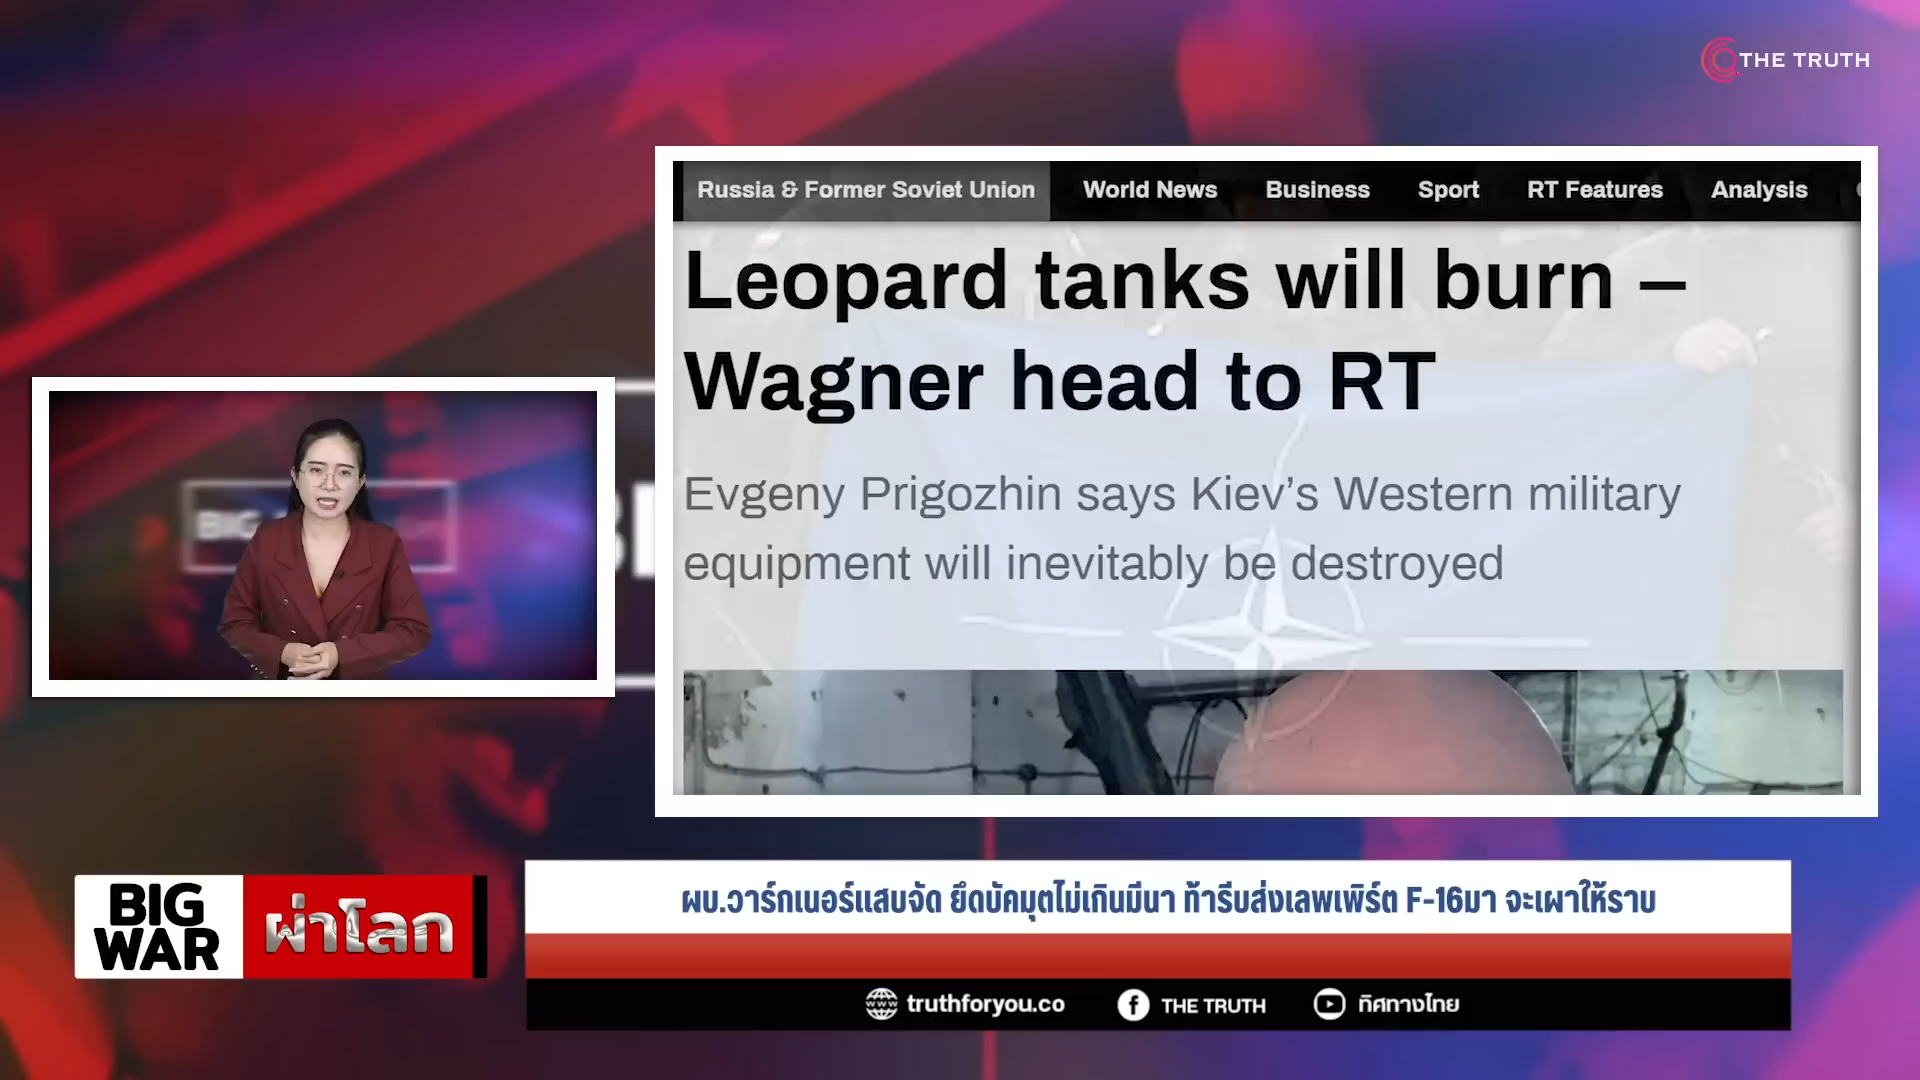 THE TRUTH
Russia & Former Soviet Union World News Business Sport RT Features Analysis
Leopard tanks will burn –
Wagner head to RT
Evgeny Prigozhin says Kiev’s Western military
equipment will inevitably be destroyed
BIG
BIG
WAR
ผ่าโลก
ผบ.วาร์กเนอร์แสบจัด ยึดบัคมุตไม่เกินมีนา ท้ารีบส่งเลพเพิร์ต F-16มา จะเผาให้ราบ
truthforyou.co THE TRUTH ทิศทางไทย